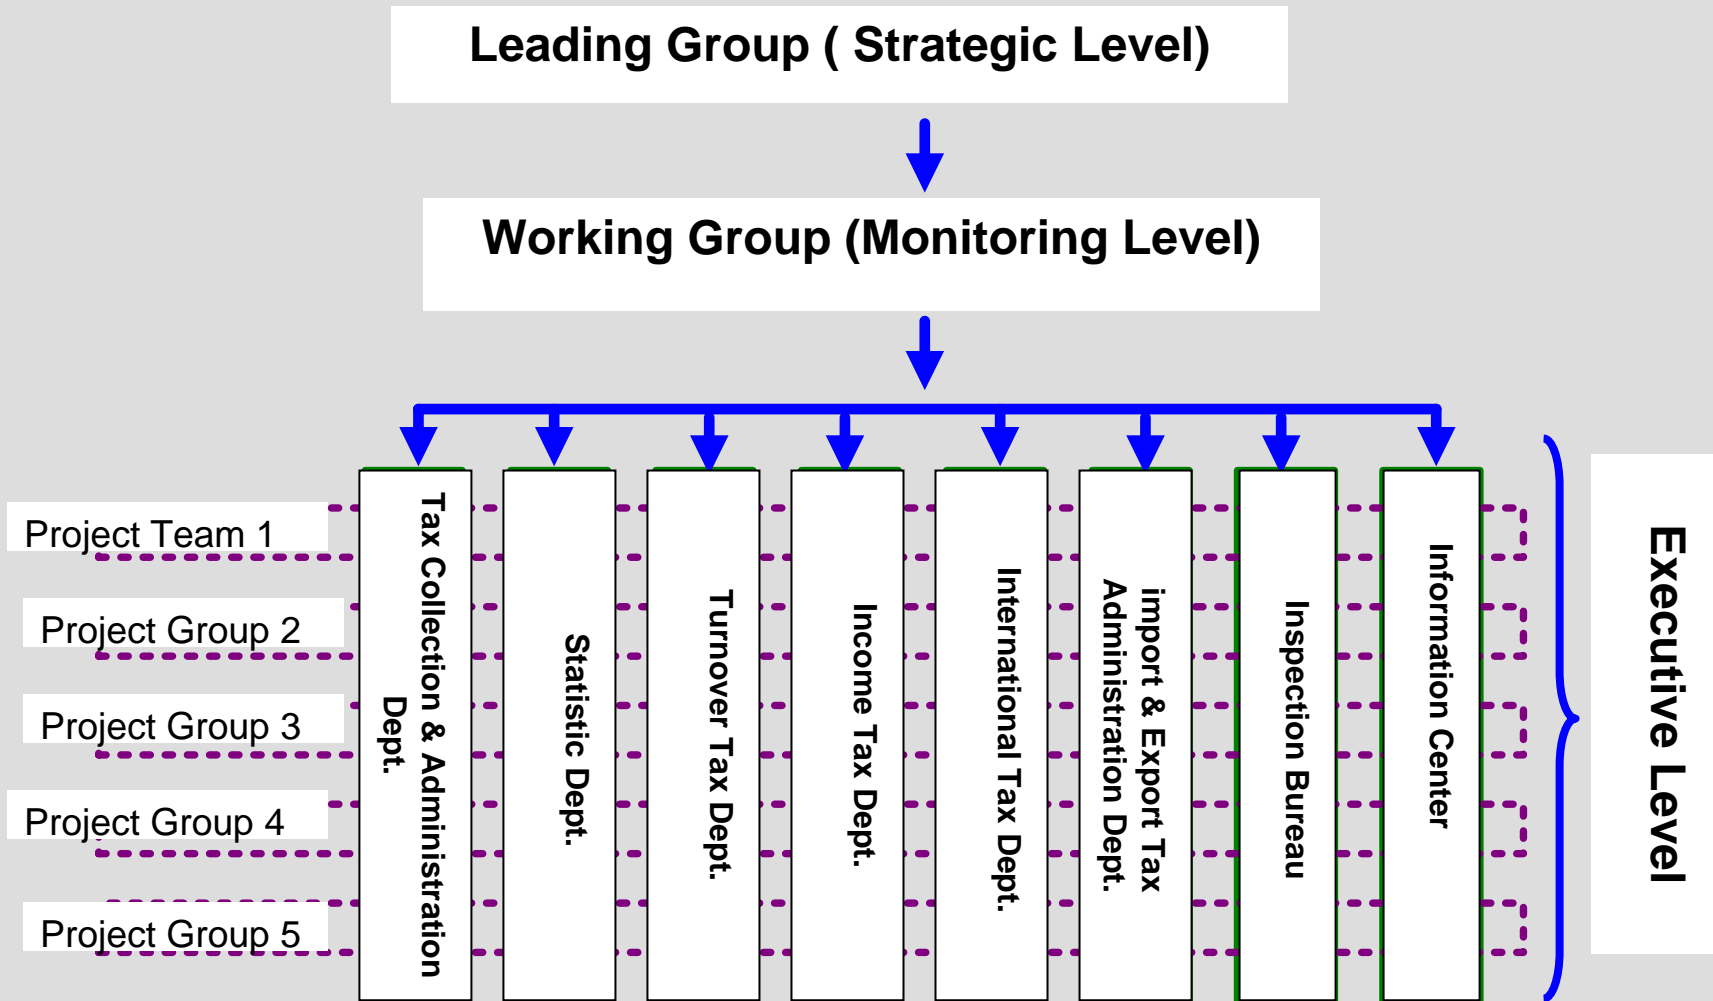 Leading Group ( Strategic Level)
Working Group (Monitoring Level)
Project Team 1
Project Group 2
Project Group 3
Project Group 4
Project Group 5
Tax Collection & Administration
Dept.
Statistic Dept.
Turnover Tax Dept.
Income Tax Dept.
International Tax Dept.
import & Export Tax
Administration Dept.
Inspection Bureau
Information Center
Executive Level